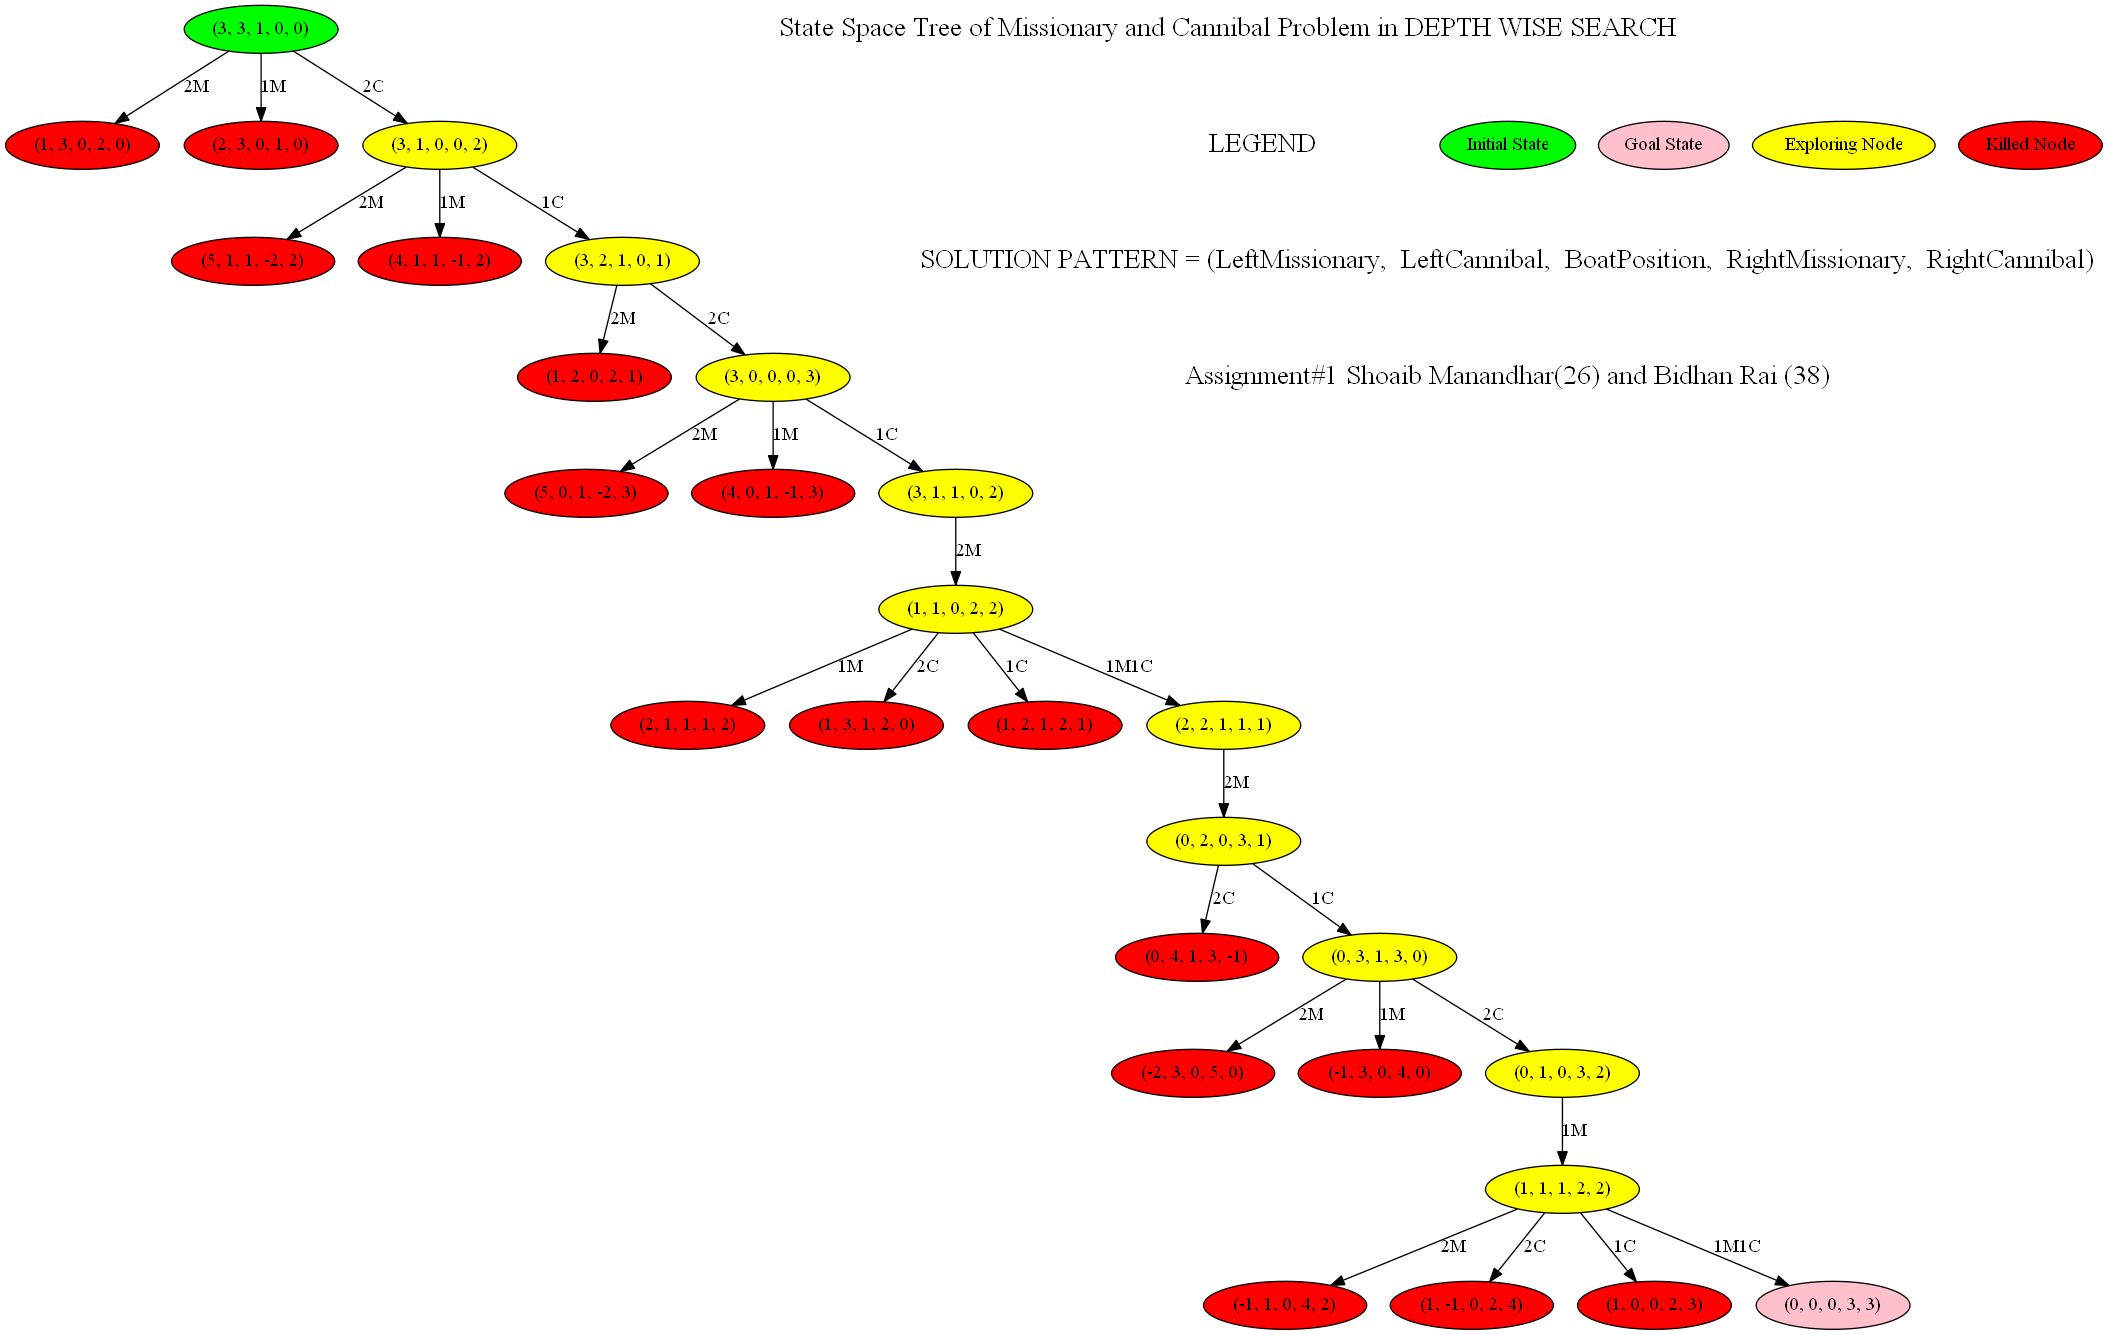 State Space Tree of Missionary and Cannibal Problem in DEPTH WISE SEARCH
(3, 3, 1, 0, 0)
2M
1M
2C
LEGEND
Initial State
Goal State
Exploring Node
Killed Node
(1, 3, 0, 2, 0)
(2, 3, 0, 1, 0)
(3, 1, 0, 0, 2)
2M
1M
1C
SOLUTION PATTERN = (LeftMissionary, LeftCannibal, BoatPosition, RightMissionary, RightCannibal)
(5, 1, 1, -2, 2)
(4, 1, 1, -1, 2)
(3, 2, 1, 0, 1)
2M
2C
Assignment#1 Shoaib Manandhar(26) and Bidhan Rai (38)
(1, 2, 0, 2, 1)
(3, 0, 0, 0, 3)
2M
1M
1C
(5, 0, 1, -2, 3)
(4, 0, 1, -1, 3)
(3, 1, 1, 0, 2)
2M
(1, 1, 0, 2, 2)
1M
2C
1C
1M1C
(2, 1, 1, 1, 2)
(1, 3, 1, 2, 0)
(1, 2, 1, 2, 1)
(2, 2, 1, 1, 1)
2M
(0, 2, 0, 3, 1)
2C
1C
(0, 4, 1, 3, -1)
(0, 3, 1, 3, 0)
2M
1M
2C
(-2, 3, 0, 5, 0)
(-1, 3, 0, 4, 0)
(0, 1, 0, 3, 2)
1M
(1, 1, 1, 2, 2)
2M
2C
1C
1M1C
(-1, 1, 0, 4, 2)
(1, -1, 0, 2, 4)
(1, 0, 0, 2, 3)
(0, 0, 0, 3, 3)